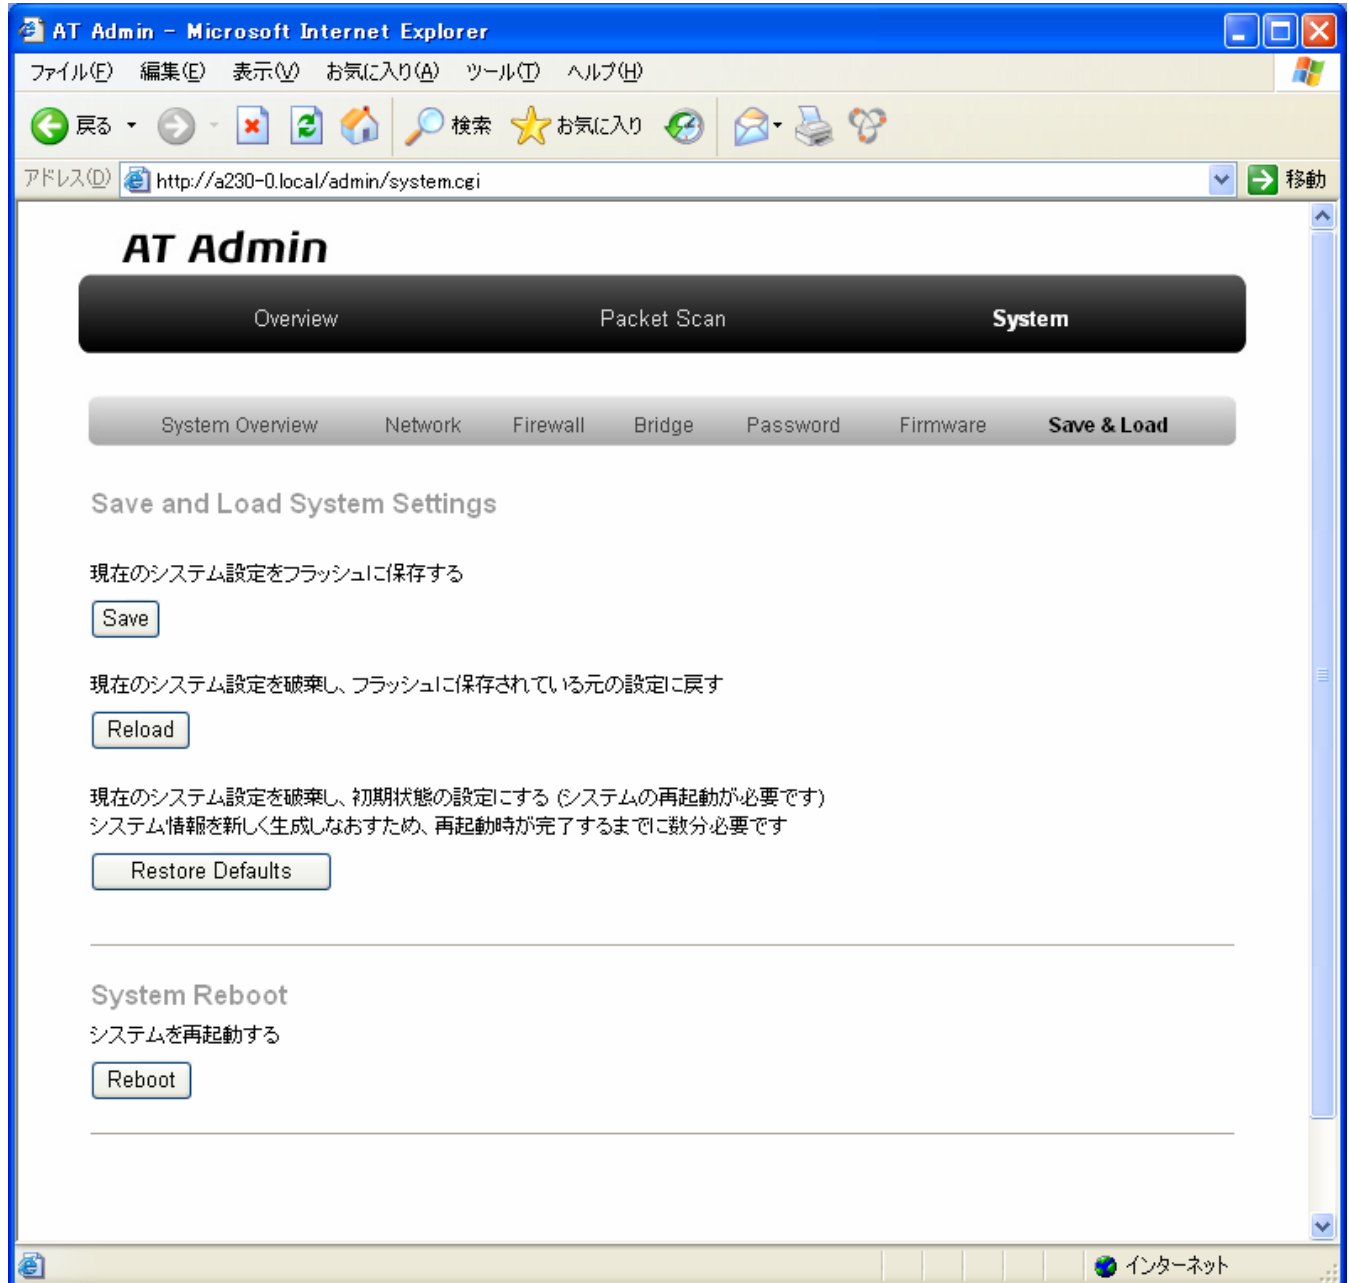 AT Admin - Microsoft Internet Explorer
ファイル(F) 編集(E) 表示(V) お気に入り(A) ツール(T) ヘルプ(H)
戻る 検索 お気に入り
アドレス(D) http://a230-0.local/admin/system.cgi 移動
AT Admin
Overview Packet Scan System
System Overview Network Firewall Bridge Password Firmware Save & Load
Save and Load System Settings
現在のシステム設定をフラッシュに保存する
Save
現在のシステム設定を破棄し、フラッシュに保存されている元の設定に戻す
Reload
現在のシステム設定を破棄し、初期状態の設定にする (システムの再起動が必要です)
システム情報を新しく生成しなおすため、再起動時が完了するまでに数分必要です
Restore Defaults
System Reboot
システムを再起動する
Reboot
インターネット